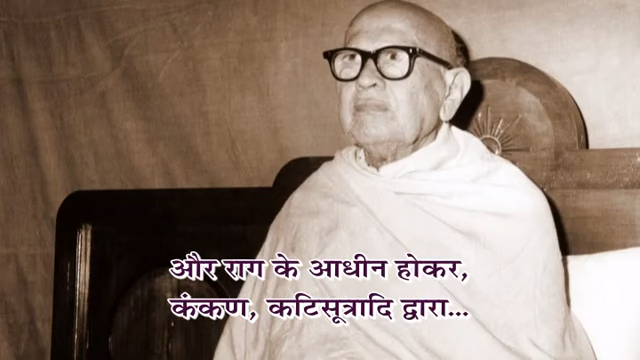 और राग के आधीन होकर,
कंकण, कटिसूत्रादि द्वारा...